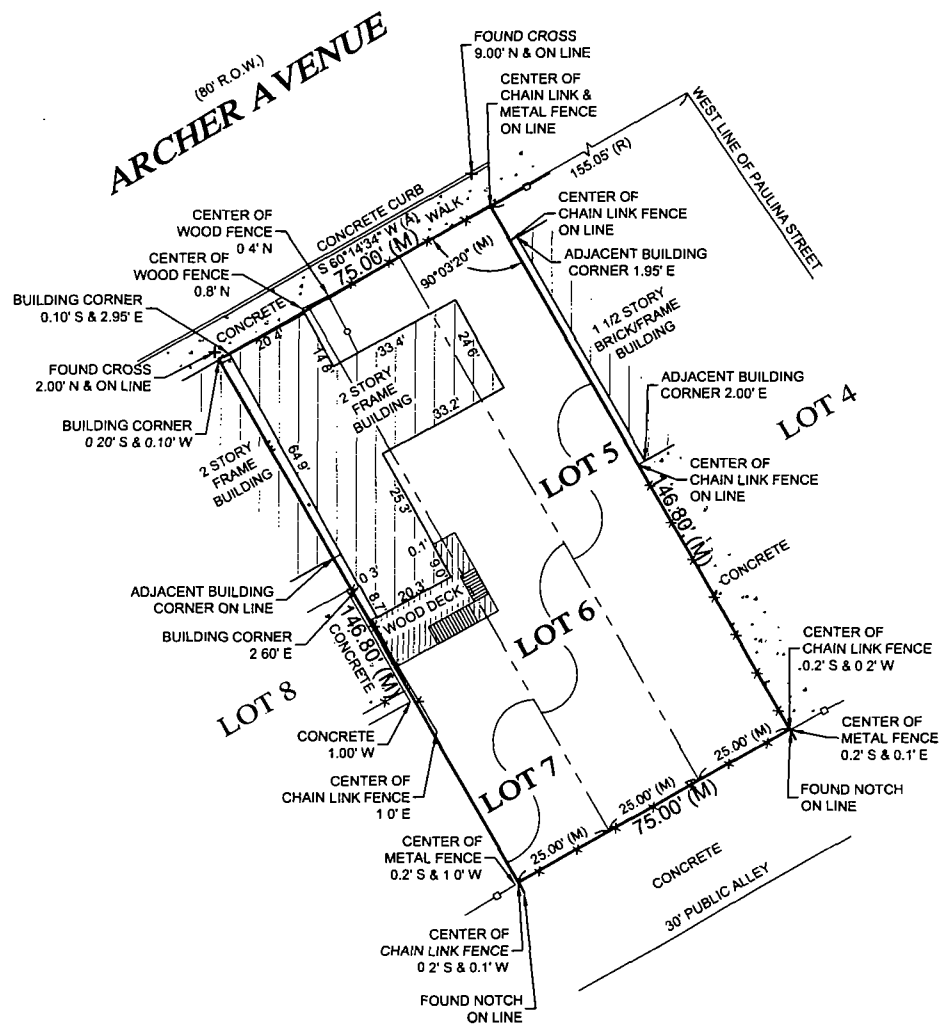 (80' R.O.W.)
ARCHER AVENUE
FOUND CROSS
9.00' N & ON LINE
CENTER OF
CHAIN LINK &
METAL FENCE
ON LINE
WEST LINE OF PAULINA STREET
155.05' (R)
CONCRETE CURB
WALK
S 60°14'34" W (A)
75.00' (M)
90°03'20" (M)
CENTER OF
WOOD FENCE
0 4' N
CENTER OF
WOOD FENCE
0.8' N
CENTER OF
CHAIN LINK FENCE
ON LINE
ADJACENT BUILDING
CORNER 1.95' E
BUILDING CORNER
0.10' S & 2.95' E
CONCRETE
20 4'
14 8'
33.4'
24 6'
1 1/2 STORY
BRICK/FRAME
BUILDING
FOUND CROSS
2.00' N & ON LINE
2 STORY
FRAME
BUILDING
33.2'
ADJACENT BUILDING
CORNER 2.00' E
LOT 4
BUILDING CORNER
0 20' S & 0.10' W
2 STORY
FRAME
BUILDING
64.9'
LOT 5
CENTER OF
CHAIN LINK FENCE
ON LINE
146.80' (M)
25.3'
CONCRETE
0.1'
9.0'
ADJACENT BUILDING
CORNER ON LINE
0 3'
8.7'
20.3'
WOOD DECK
BUILDING CORNER
2 60' E
146.80' (M)
CONCRETE
LOT 6
CENTER OF
CHAIN LINK FENCE
0.2' S & 0 2' W
LOT 8
CONCRETE
1.00' W
CENTER OF
METAL FENCE
0.2' S & 0.1' E
25.00' (M)
CENTER OF
CHAIN LINK FENCE
1 0' E
LOT 7
FOUND NOTCH
ON LINE
25.00' (M)
75.00' (M)
25.00' (M)
CENTER OF
METAL FENCE
0.2' S & 1 0' W
CONCRETE
30' PUBLIC ALLEY
CENTER OF
CHAIN LINK FENCE
0 2' S & 0.1' W
FOUND NOTCH
ON LINE